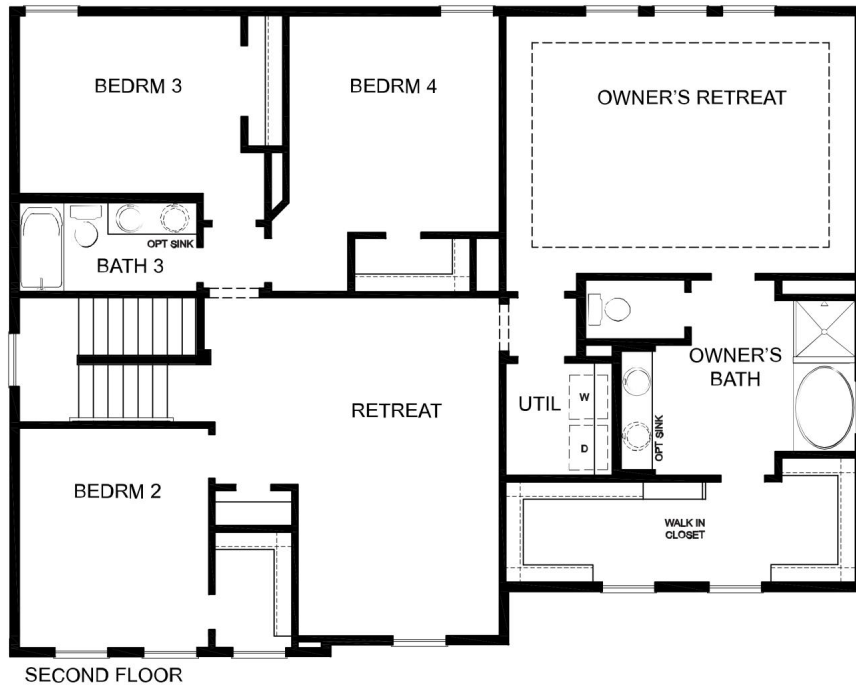 BEDRM 3
BEDRM 4
OWNER'S RETREAT
OPT SINK
BATH 3
OWNER'S
BATH
RETREAT
UTIL
W
D
OPT SINK
BEDRM 2
WALK IN
CLOSET
SECOND FLOOR